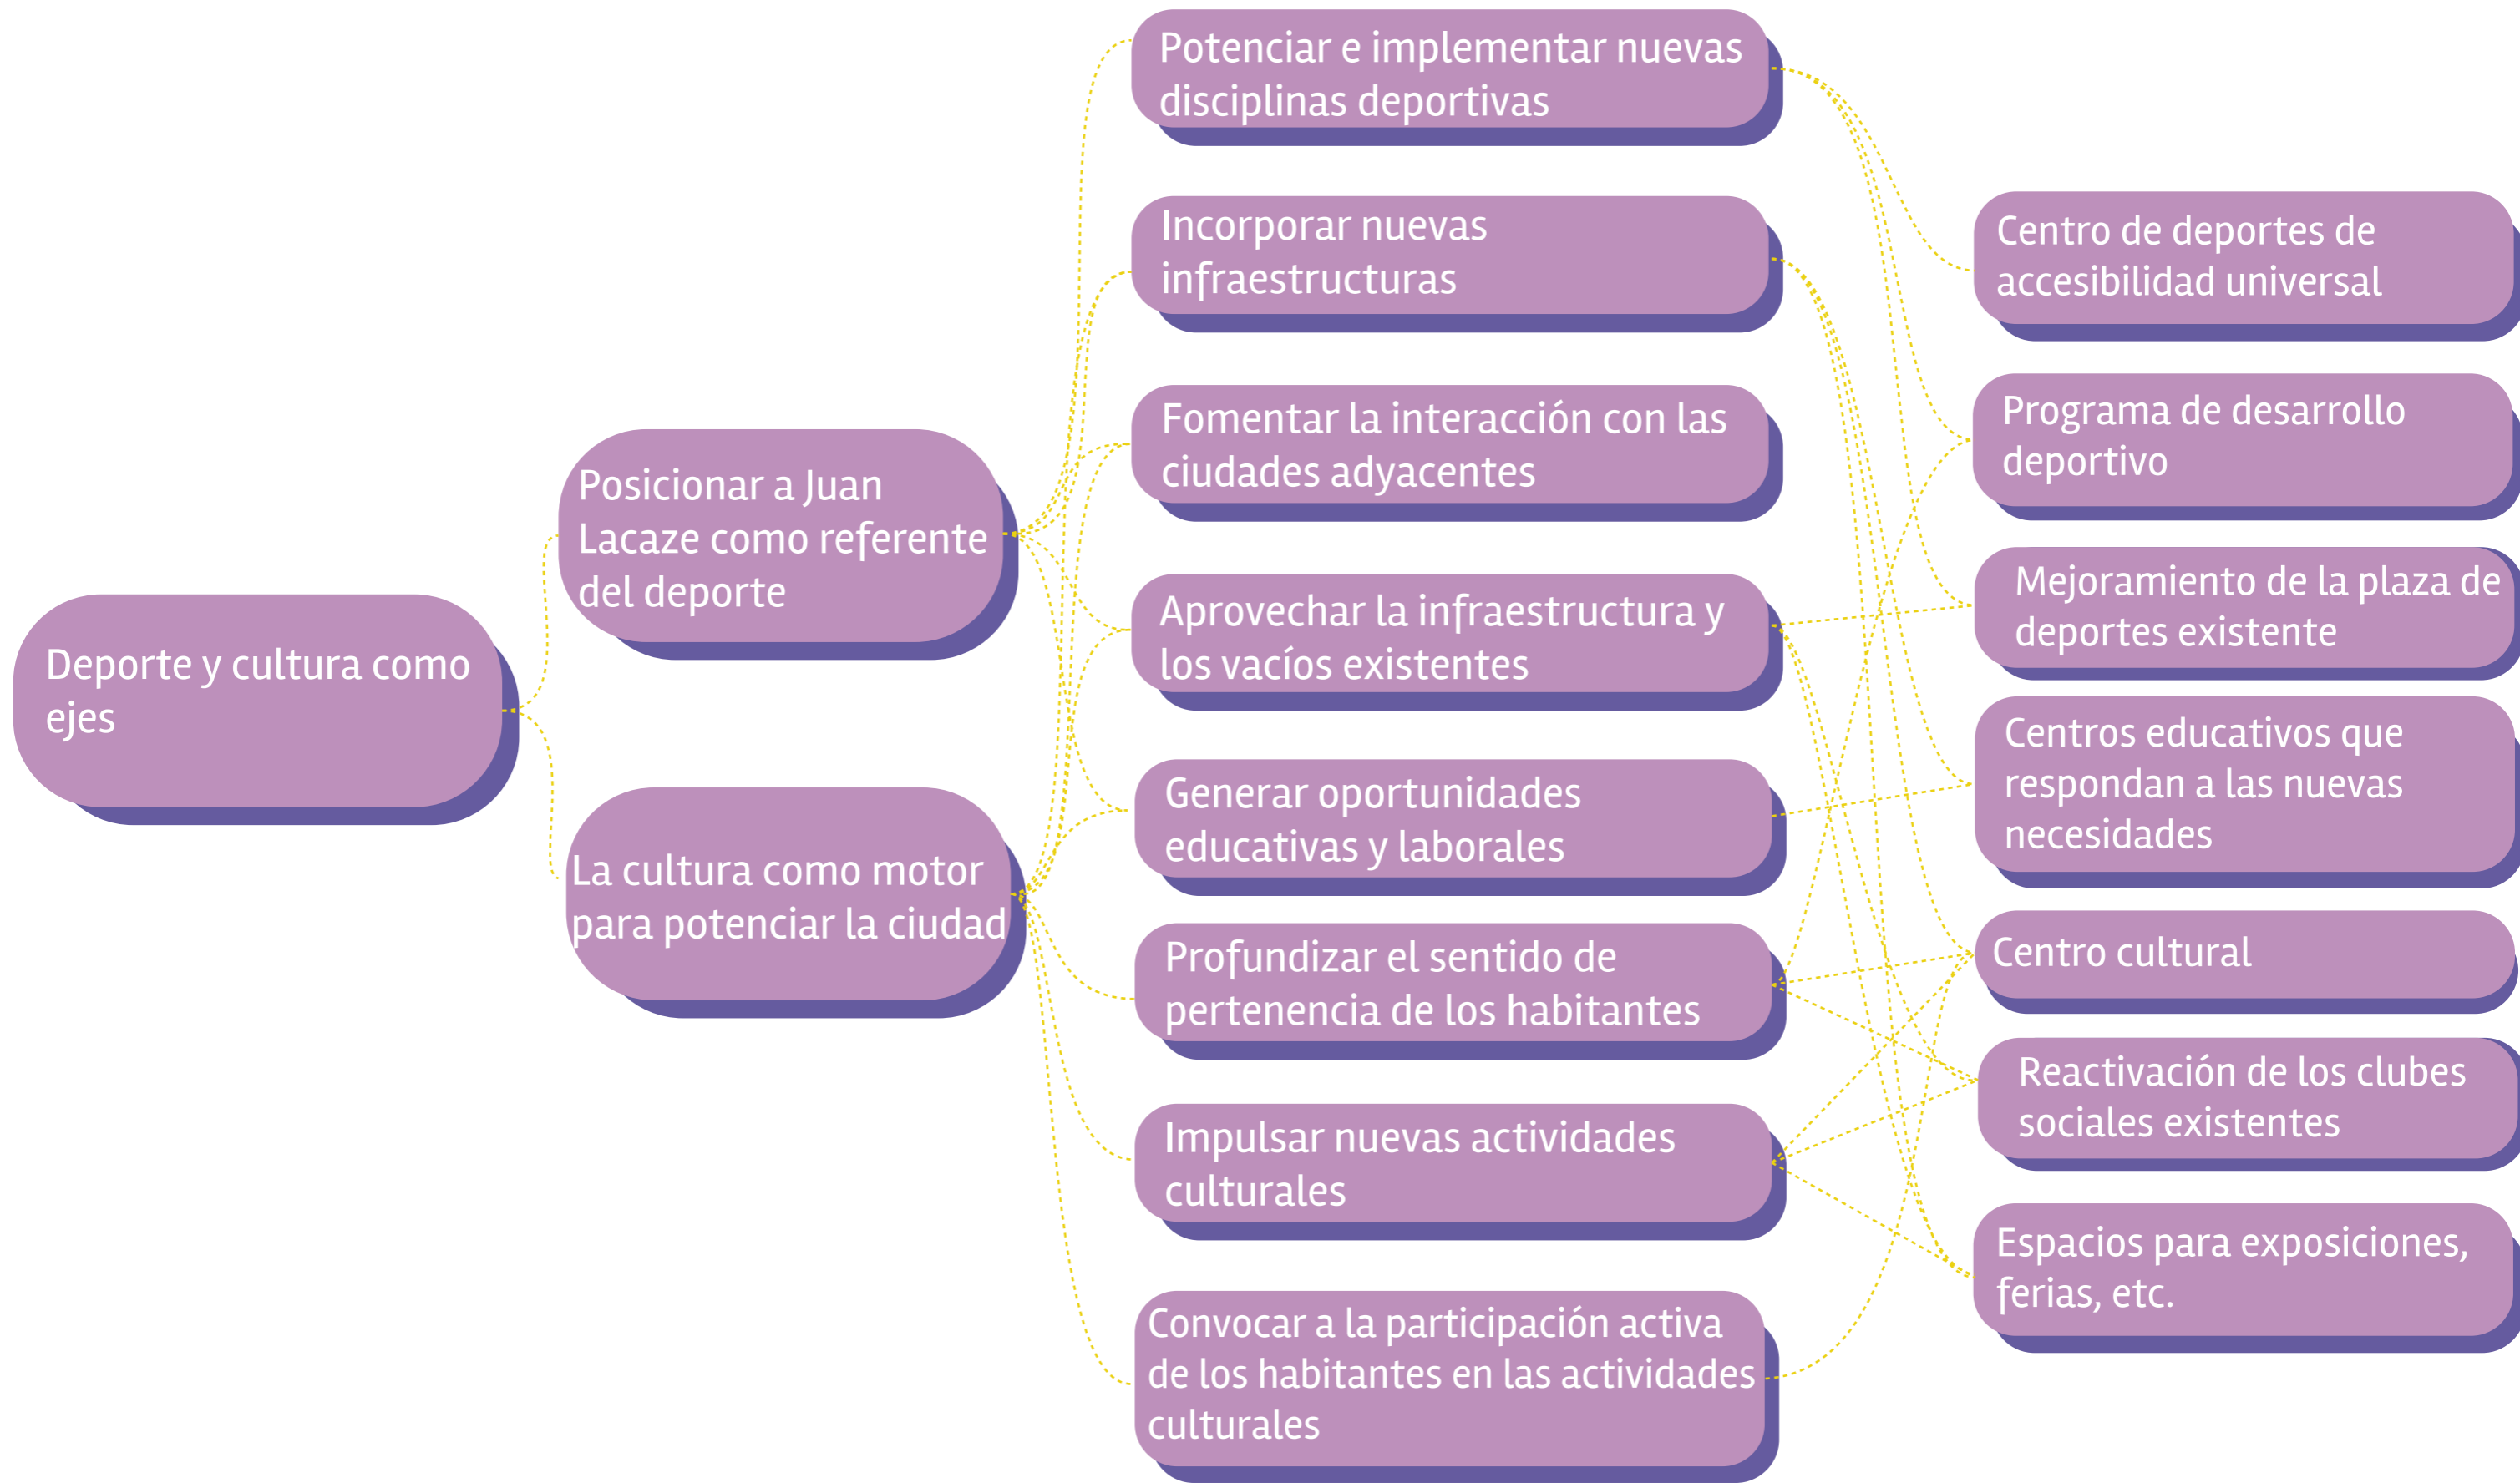 Deporte y cultura como
ejes
Posicionar a Juan
Lacaze como referente
del deporte
La cultura como motor
para potenciar la ciudad
Potenciar e implementar nuevas
disciplinas deportivas
Incorporar nuevas
infraestructuras
Fomentar la interacción con las
ciudades adyacentes
Aprovechar la infraestructura y
los vacíos existentes
Generar oportunidades
educativas y laborales
Profundizar el sentido de
pertenencia de los habitantes
Impulsar nuevas actividades
culturales
Convocar a la participación activa
de los habitantes en las actividades
culturales
Centro de deportes de
accesibilidad universal
Programa de desarrollo
deportivo
Mejoramiento de la plaza de
deportes existente
Centros educativos que
respondan a las nuevas
necesidades
Centro cultural
Reactivación de los clubes
sociales existentes
Espacios para exposiciones,
ferias, etc.